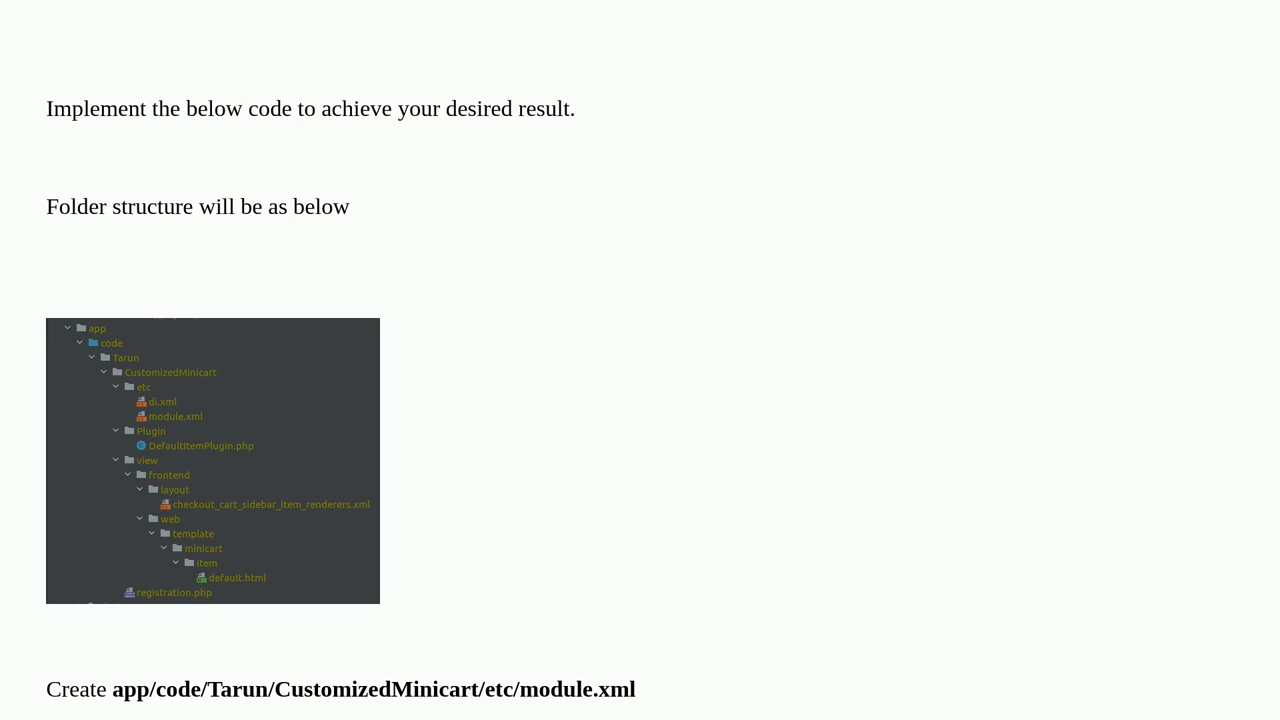 Implement the below code to achieve your desired result.
Folder structure will be as below
app
code
Tarun
CustomizedMinicart
etc
di.xml
module.xml
Plugin
DefaultItemPlugin.php
view
frontend
layout
checkout_cart_sidebar_item_renderers.xml
web
template
minicart
item
default.html
registration.php
Create app/code/Tarun/CustomizedMinicart/etc/module.xml